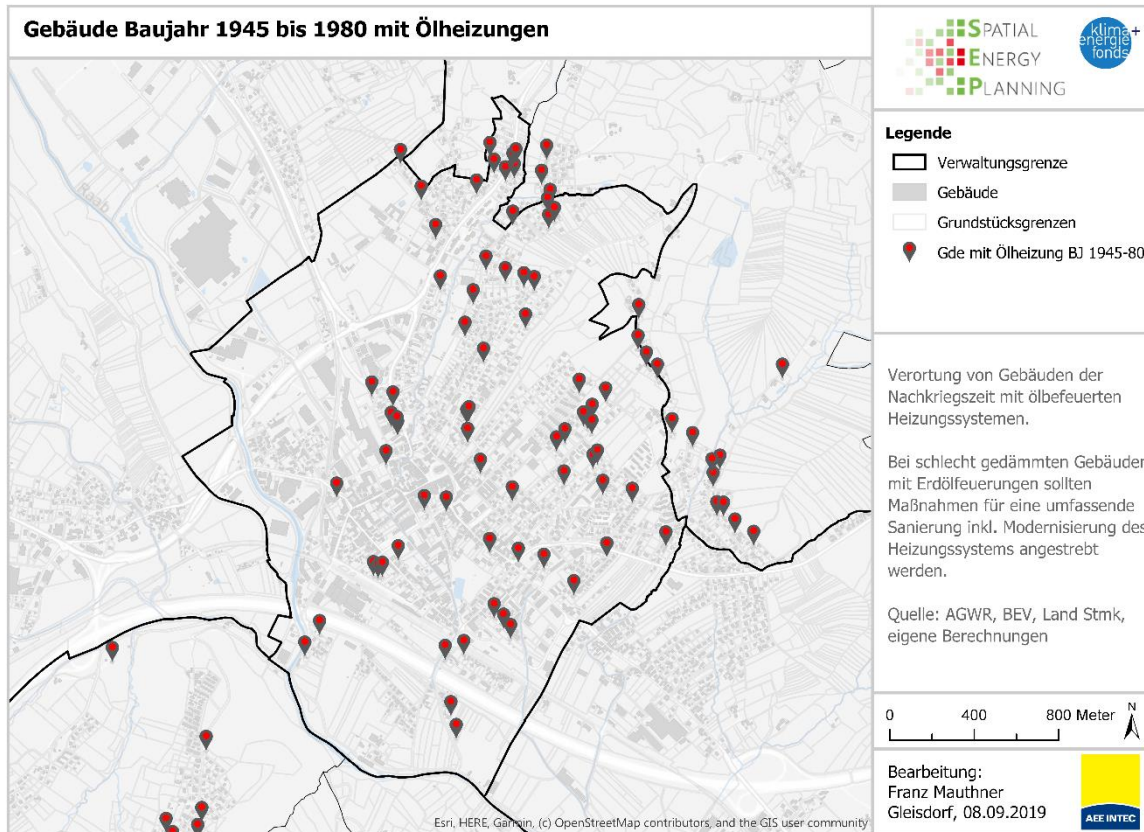 Gebäude Baujahr 1945 bis 1980 mit Ölheizungen
SPATIAL
ENERGY
PLANNING
klima+
energie
fonds
Legende
Verwaltungsgrenze
Gebäude
Grundstücksgrenzen
Gde mit Ölheizung BJ 1945-80
Verortung von Gebäuden der
Nachkriegszeit mit ölbefeuerten
Heizungssystemen.
Bei schlecht gedämmten Gebäuden
mit Erdölfeuerungen sollten
Maßnahmen für eine umfassende
Sanierung inkl. Modernisierung des
Heizungssystems angestrebt
werden.
Quelle: AGWR, BEV, Land Stmk,
eigene Berechnungen
0 400 800 Meter N
Bearbeitung:
Franz Mauthner
Gleisdorf, 08.09.2019
AEE INTEC
Esri, HERE, Garmin, (c) OpenStreetMap contributors, and the GIS user community